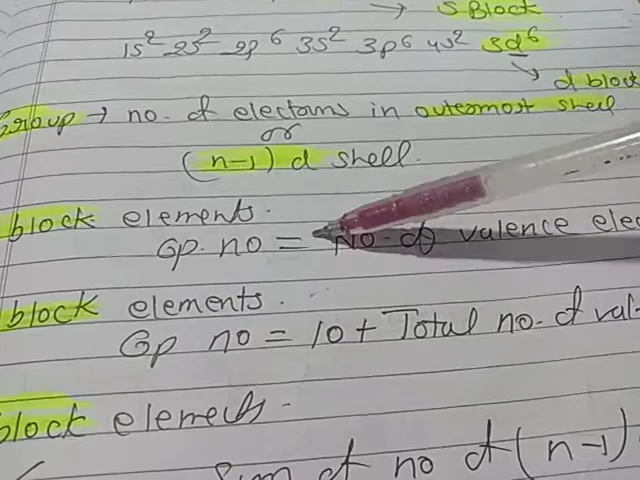 → S Block
1s² 2s² 2p⁶ 3s² 3p⁶ 4s² 3d⁶
↘ d block
Group → no. of electoms in outermost shell
or
(n-1) d shell.
block elements.
Gp. no = No. of valence elec
block elements.
Gp no = 10 + Total no. of val
block elements.
Sum of no of (n-1)